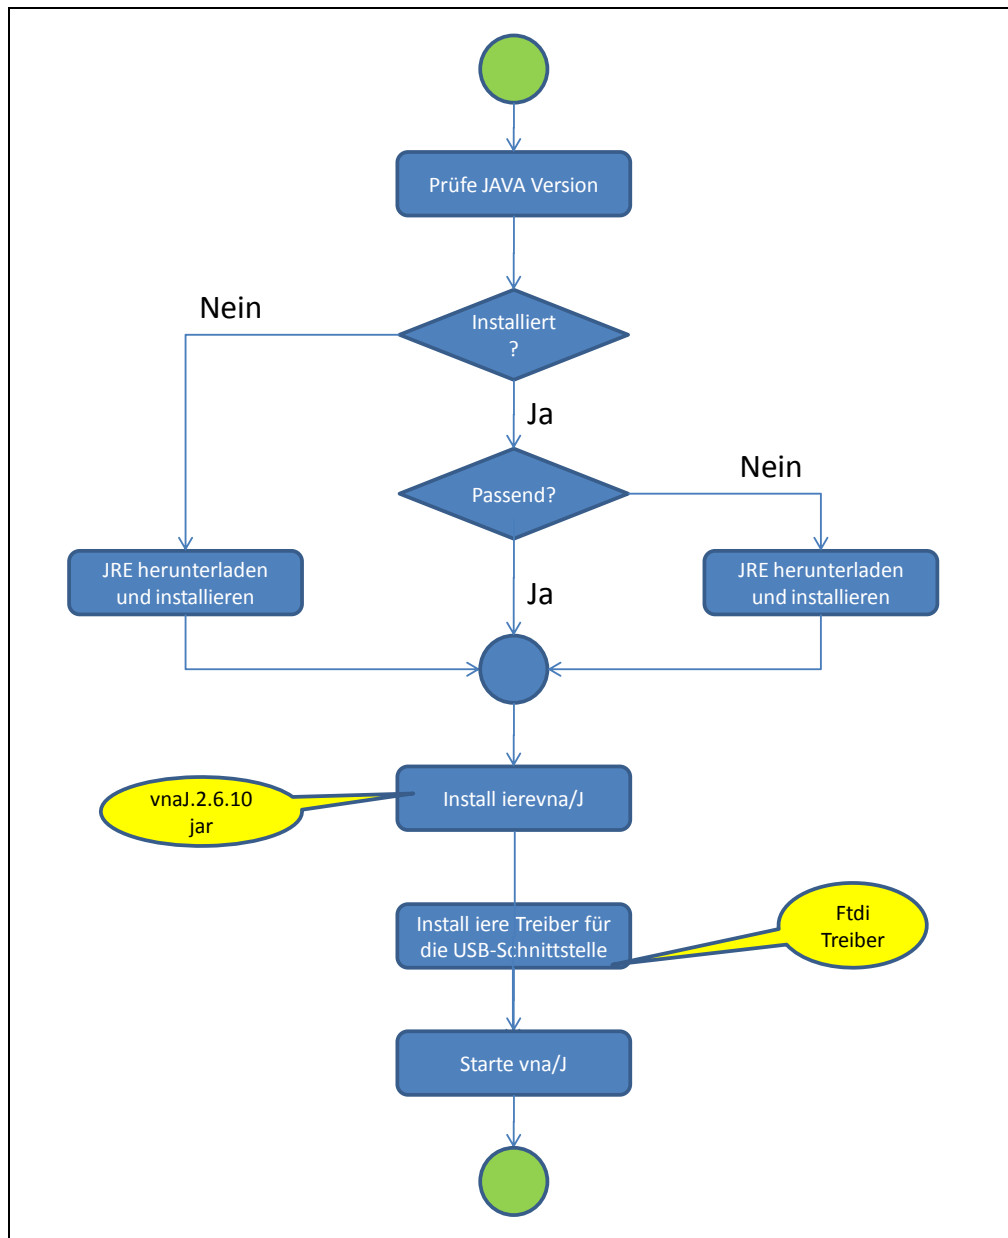 Prüfe JAVA Version
Nein
Installiert
?
Ja
Nein
Passend?
JRE herunterladen
und installieren
Ja
JRE herunterladen
und installieren
vnaJ.2.6.10
jar
Install ierevna/J
Install iere Treiber für
die USB-Schnittstelle
Ftdi
Treiber
Starte vna/J